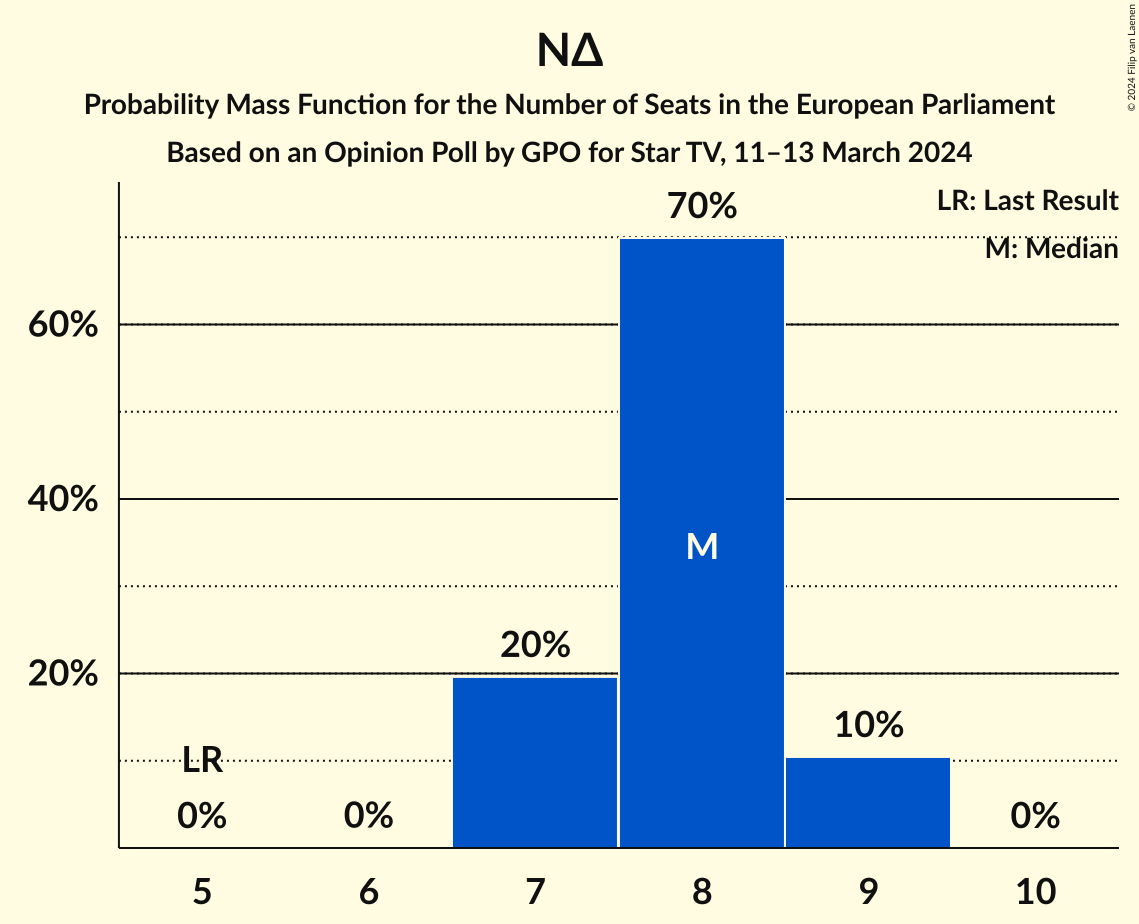 ΝΔ
Probability Mass Function for the Number of Seats in the European Parliament
Based on an Opinion Poll by GPO for Star TV, 11–13 March 2024
© 2024 Filip van Laenen
LR: Last Result
M: Median
70%
60%
40%
M
20%
20%
10%
LR
0%
0%
0%
5 6 7 8 9 10